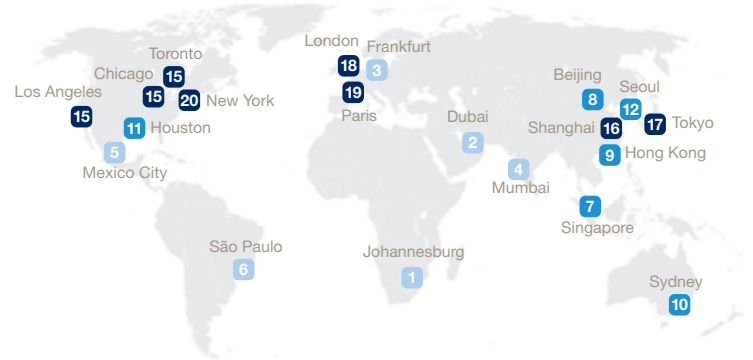 London
Frankfurt
Toronto
18
3
Chicago
15
Beijing
Seoul
Los Angeles
15
20
New York
19
8
12
15
Paris
Dubai
11
Houston
Shanghai
16
17
Tokyo
5
2
9
Hong Kong
Mexico City
4
Mumbai
7
Singapore
São Paulo
Johannesburg
6
1
Sydney
10